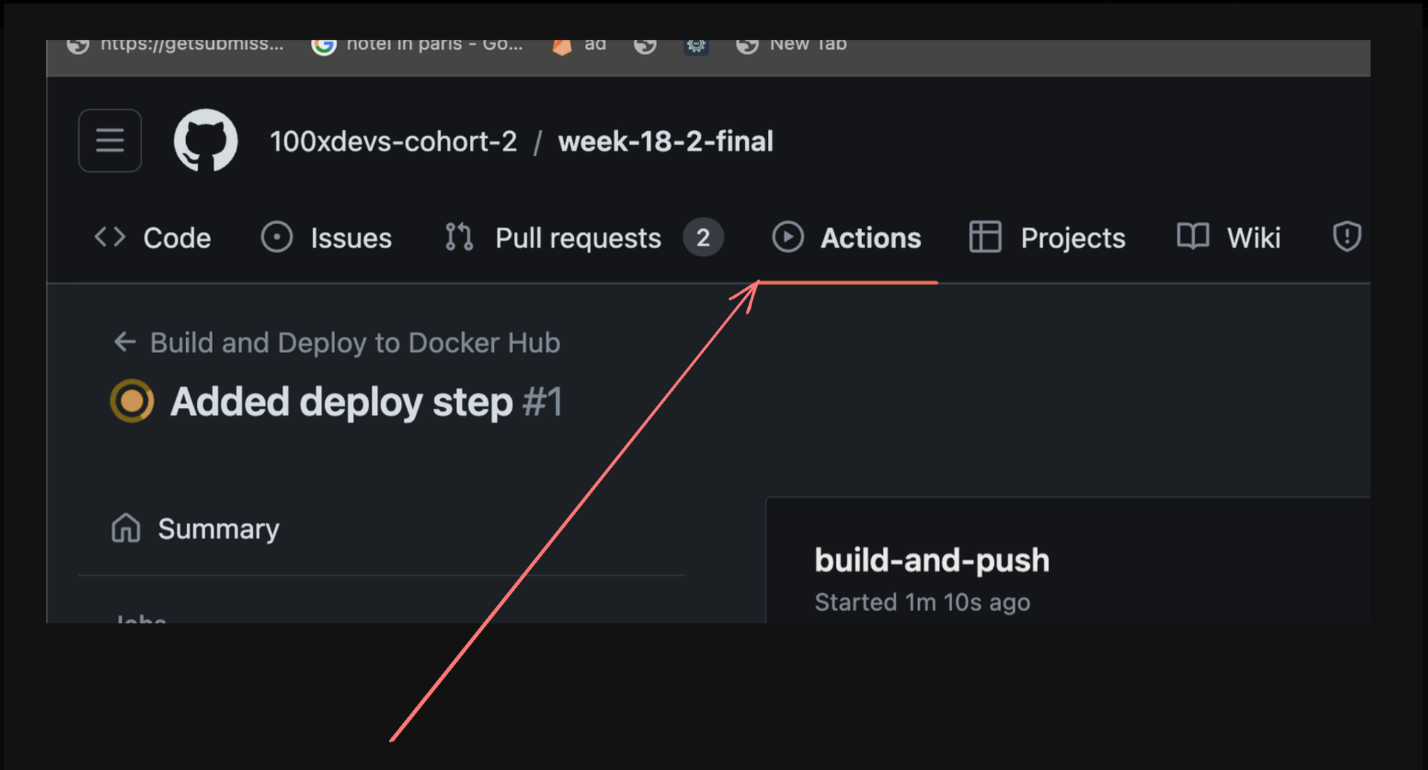 https://getsubmiss... hotel in paris - Go... ad New Tab
100xdevs-cohort-2 / week-18-2-final
Code Issues Pull requests 2 Actions Projects Wiki
← Build and Deploy to Docker Hub
Added deploy step #1
Summary
build-and-push
Started 1m 10s ago
Jobs